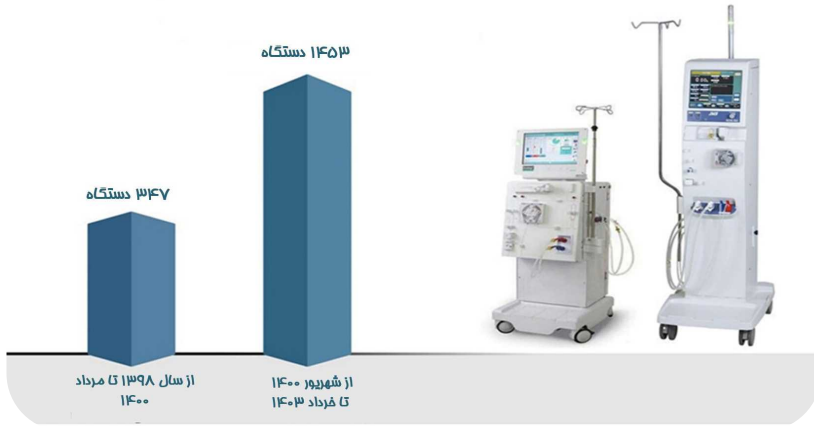 ۱۴۵۳ دستگاه
۳۴۷ دستگاه
از شهریور ۱۴۰۰
تا خرداد ۱۴۰۳
از سال ۱۳۹۸ تا مرداد
۱۴۰۰